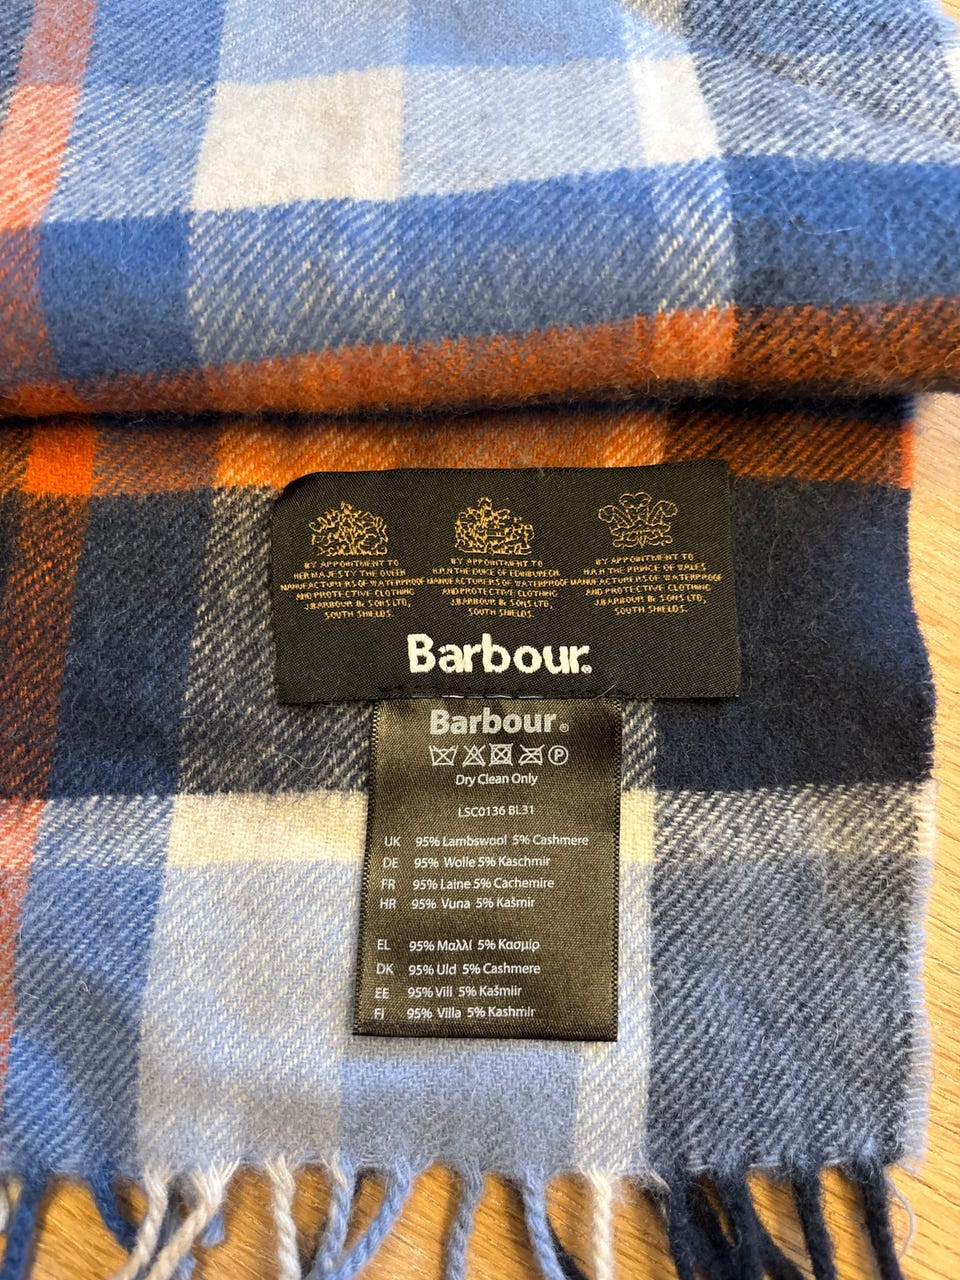 BY APPOINTMENT TO
HER MAJESTY THE QUEEN
MANUFACTURERS OF WATERPROOF
AND PROTECTIVE CLOTHING
J.BARBOUR & SONS LTD,
SOUTH SHIELDS.
BY APPOINTMENT TO
H.R.H THE DUKE OF EDINBURGH.
MANUFACTURERS OF WATERPROOF
AND PROTECTIVE CLOTHING
J.BARBOUR & SONS LTD,
SOUTH SHIELDS.
BY APPOINTMENT TO
H.R.H THE PRINCE OF WALES
MANUFACTURERS OF WATERPROOF
AND PROTECTIVE CLOTHING
J.BARBOUR & SONS LTD,
SOUTH SHIELDS.
Barbour®
Barbour®
P
Dry Clean Only
LSC0136 BL31
UK 95% Lambswool 5% Cashmere
DE 95% Wolle 5% Kaschmir
FR 95% Laine 5% Cachemire
HR 95% Vuna 5% Kašmir
EL 95% Μαλλί 5% Κασμίρ
DK 95% Uld 5% Cashmere
EE 95% Vill 5% Kašmiir
FI 95% Villa 5% Kashmir